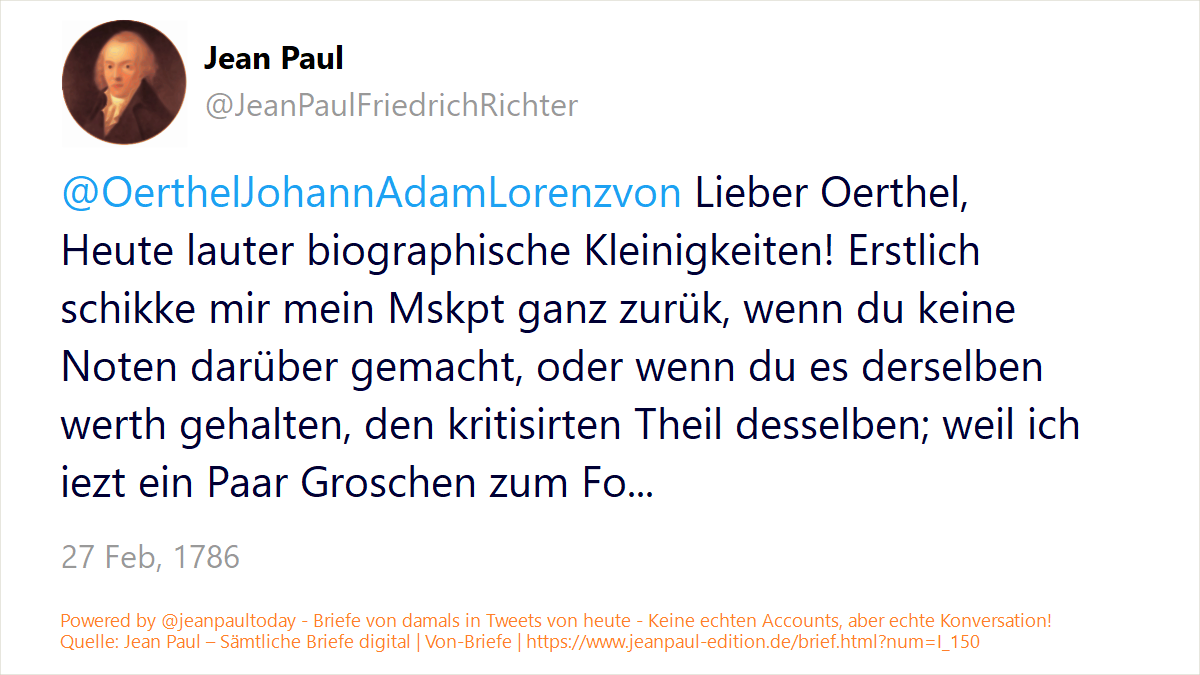 Jean Paul
@JeanPaulFriedrichRichter
@OerthelJohannAdamLorenzvon Lieber Oerthel,
Heute lauter biographische Kleinigkeiten! Erstlich
schikke mir mein Mskpt ganz zurük, wenn du keine
Noten darüber gemacht, oder wenn du es derselben
werth gehalten, den kritisirten Theil desselben; weil ich
iezt ein Paar Groschen zum Fo...
27 Feb, 1786
Powered by @jeanpaultoday - Briefe von damals in Tweets von heute - Keine echten Accounts, aber echte Konversation!
Quelle: Jean Paul – Sämtliche Briefe digital | Von-Briefe | https://www.jeanpaul-edition.de/brief.html?num=I_150